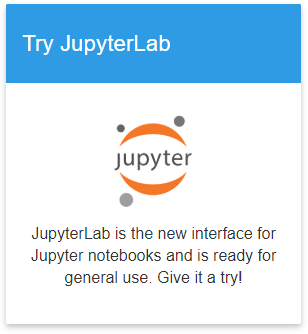 Try JupyterLab
jupyter
JupyterLab is the new interface for
Jupyter notebooks and is ready for
general use. Give it a try!